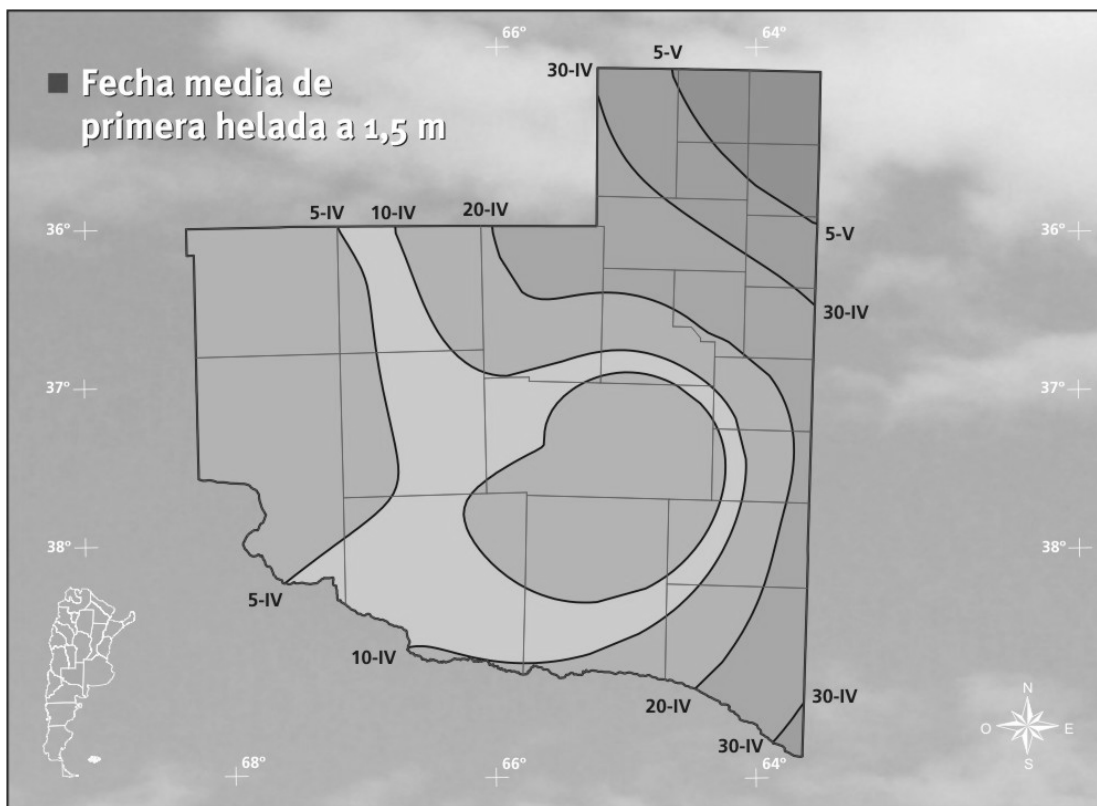 66°
64°
5-V
30-IV
Fecha media de
primera helada a 1,5 m
5-IV
10-IV
20-IV
36°
5-V
36°
30-IV
37°
37°
38°
38°
5-IV
10-IV
20-IV
30-IV
30-IV
N
O
E
S
68°
66°
64°